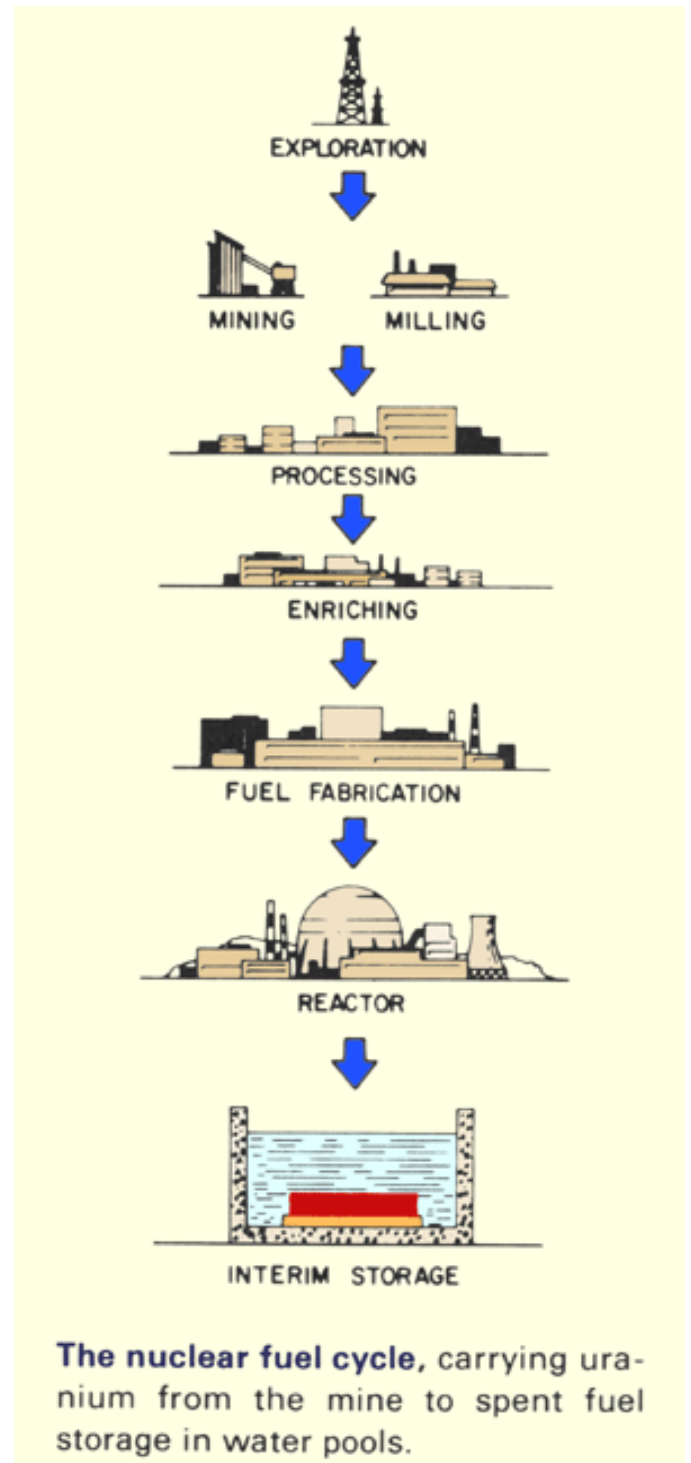 EXPLORATION
MINING MILLING
PROCESSING
ENRICHING
FUEL FABRICATION
REACTOR
INTERIM STORAGE
The nuclear fuel cycle, carrying ura-
nium from the mine to spent fuel
storage in water pools.